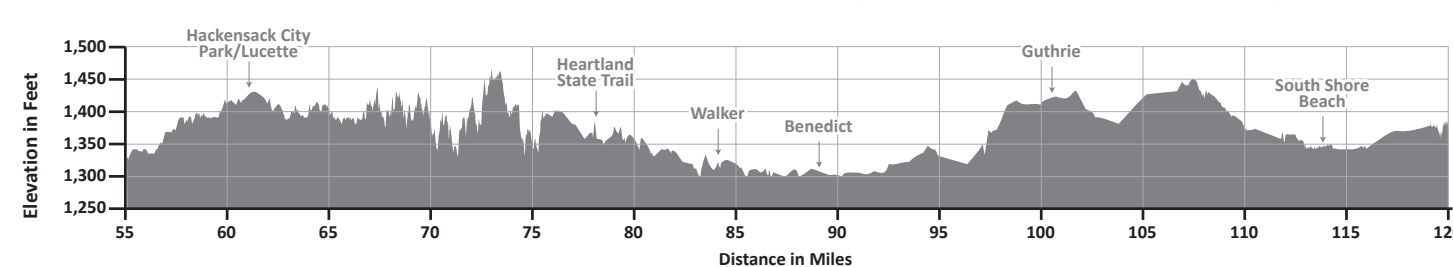 Hackensack City
Park/Lucette
Heartland
State Trail
Walker
Benedict
Guthrie
South Shore
Beach
Elevation in Feet
1,500
1,450
1,400
1,350
1,300
1,250
55 60 65 70 75 80 85 90 95 100 105 110 115 12
Distance in Miles